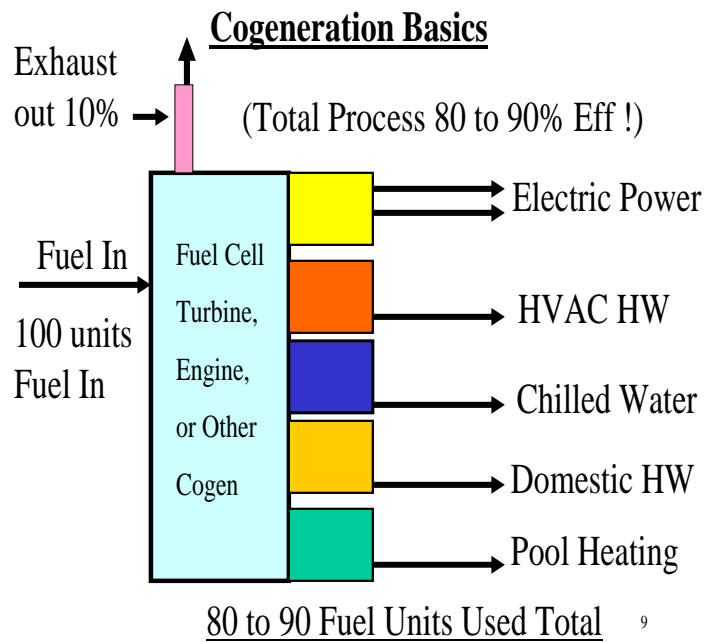 Cogeneration Basics
Exhaust
out 10%
(Total Process 80 to 90% Eff !)
Fuel In
100 units
Fuel In
Fuel Cell
Turbine,
Engine,
or Other
Cogen
Electric Power
HVAC HW
Chilled Water
Domestic HW
Pool Heating
80 to 90 Fuel Units Used Total
9